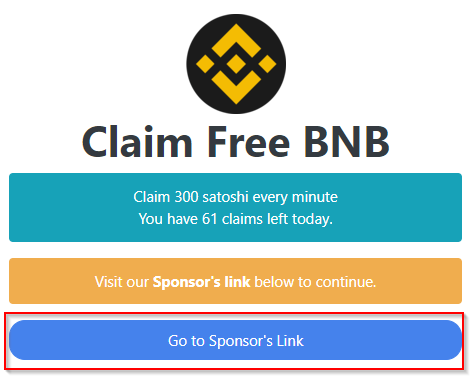 Claim Free BNB
Claim 300 satoshi every minute
You have 61 claims left today.
Visit our Sponsor's link below to continue.
Go to Sponsor's Link